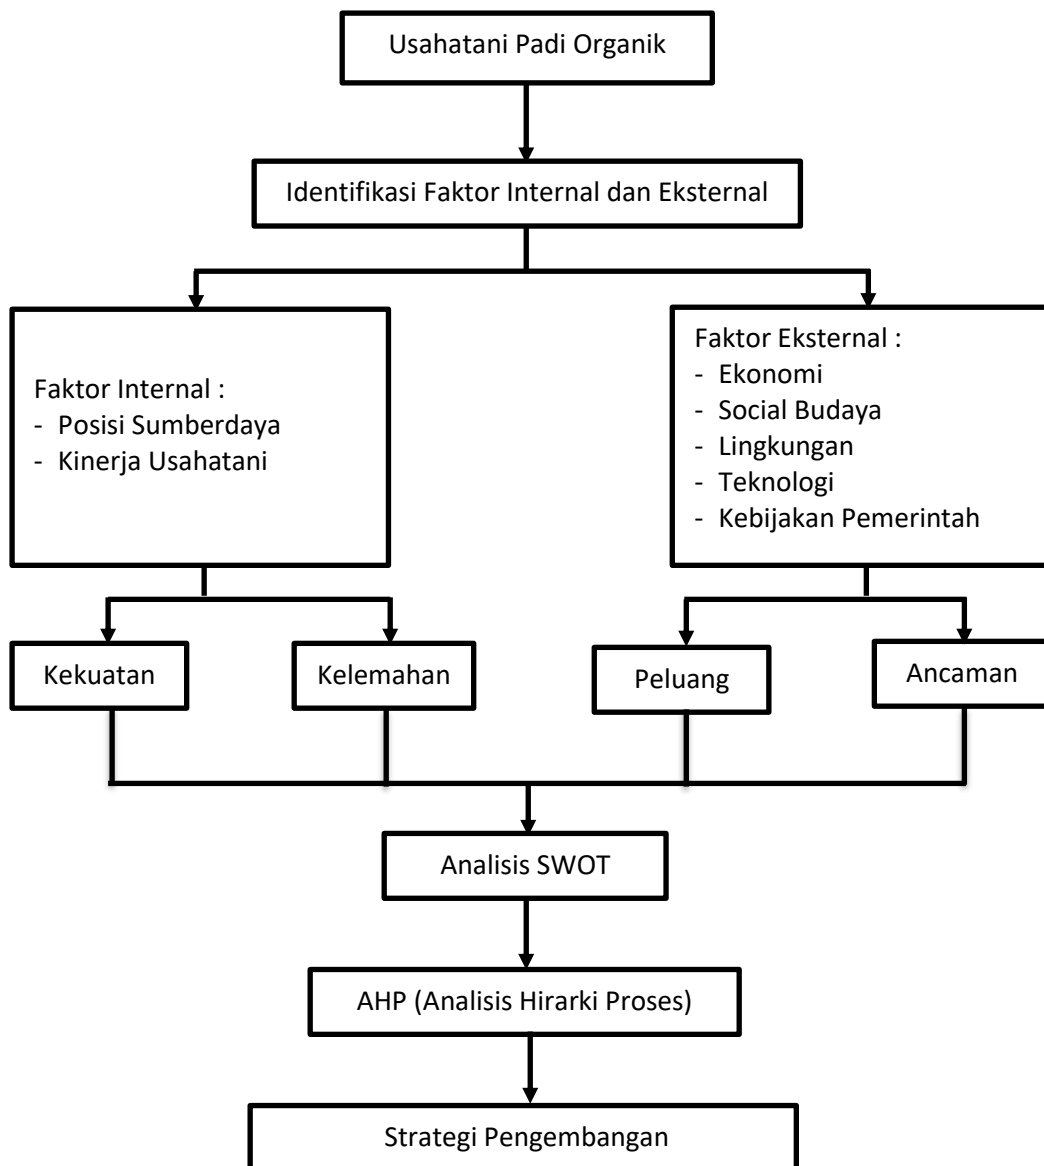 Usahatani Padi Organik
Identifikasi Faktor Internal dan Eksternal
Faktor Internal :
- Posisi Sumberdaya
- Kinerja Usahatani
Faktor Eksternal :
- Ekonomi
- Social Budaya
- Lingkungan
- Teknologi
- Kebijakan Pemerintah
Kekuatan
Kelemahan
Peluang
Ancaman
Analisis SWOT
AHP (Analisis Hirarki Proses)
Strategi Pengembangan